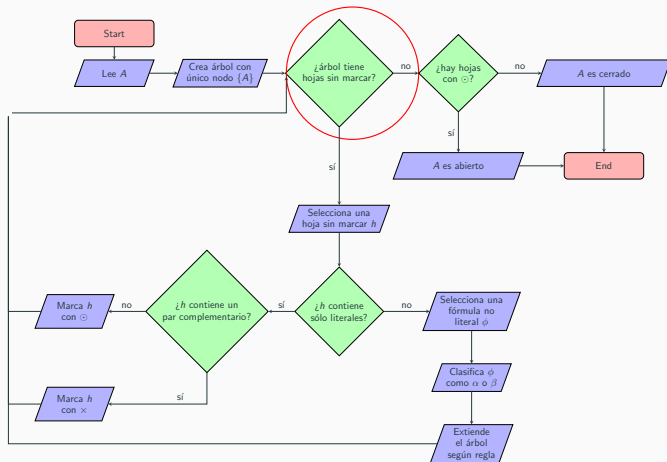 Start
Lee A
Crea árbol con
único nodo {A}
¿árbol tiene
hojas sin marcar?
no
¿hay hojas
con ⊙?
no
A es cerrado
sí
sí
A es abierto
End
Selecciona una
hoja sin marcar h
Marca h
con ⊙
no
¿h contiene un
par complementario?
sí
¿h contiene
sólo literales?
no
Selecciona una
fórmula no
literal ϕ
Clasifica ϕ
como α o β
Marca h
con ×
sí
Extiende
el árbol
según regla